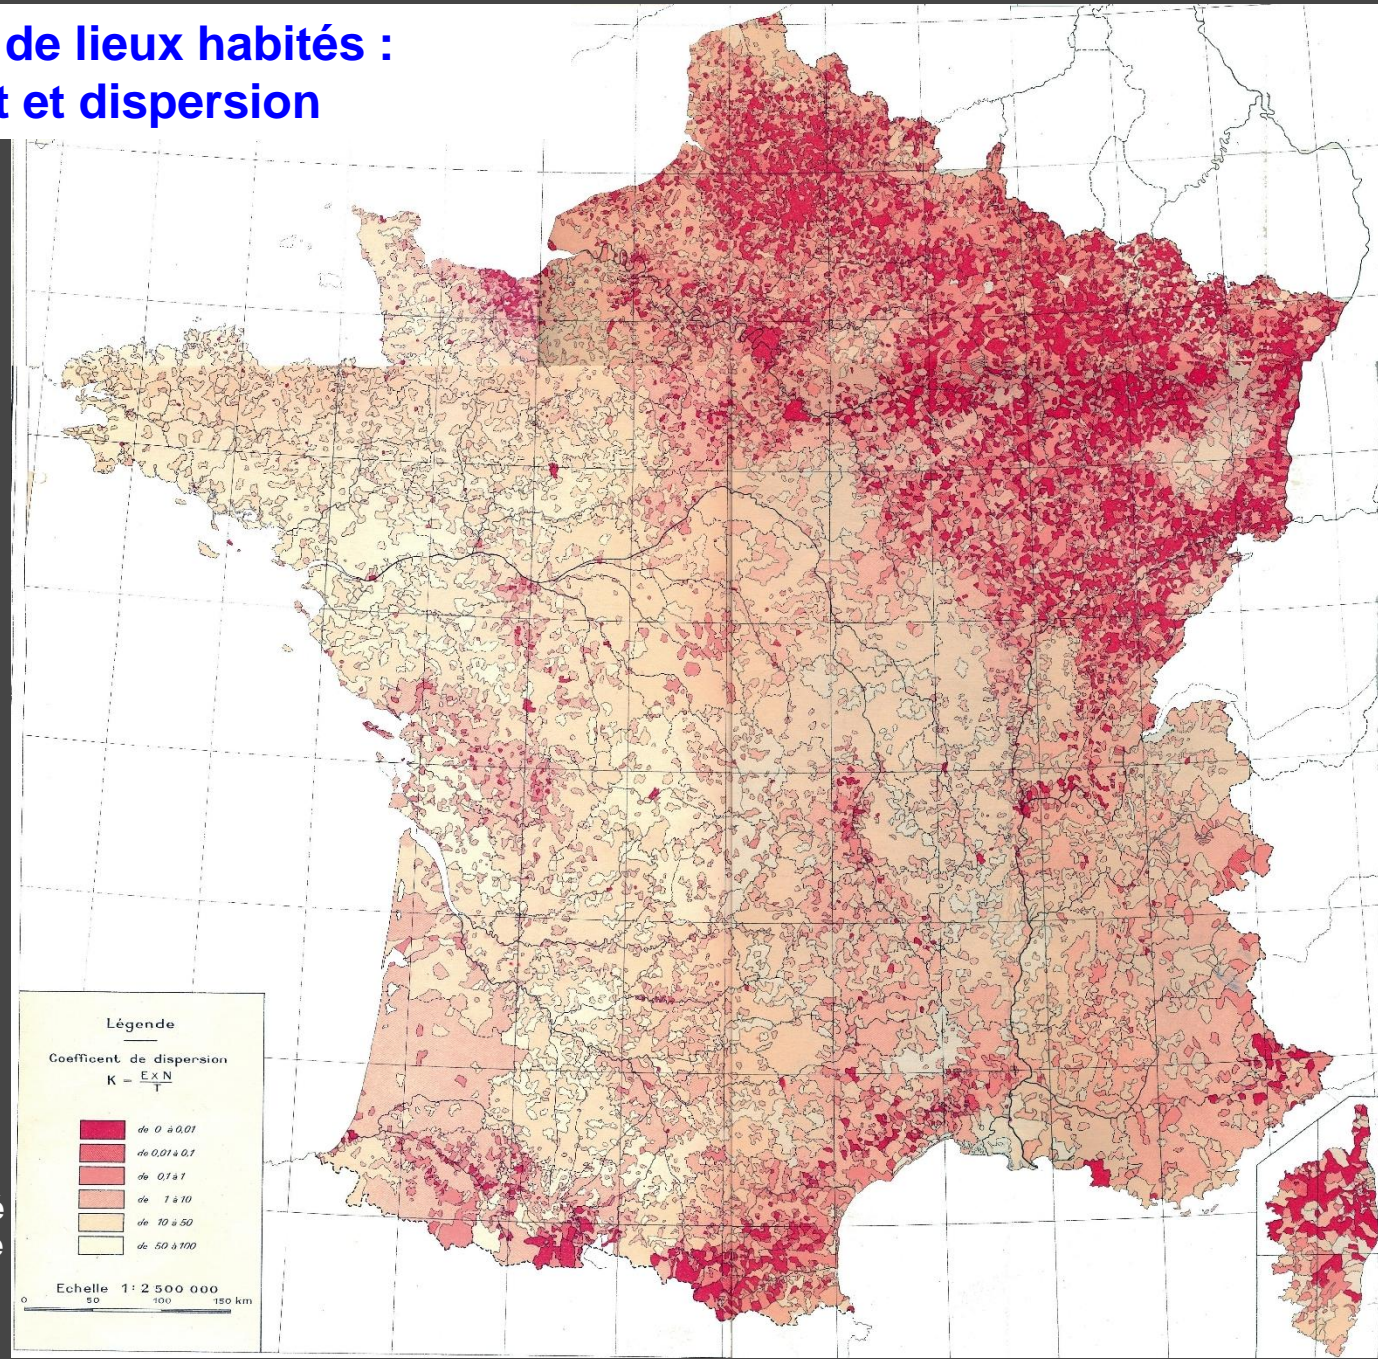 de lieux habités :
t et dispersion
Légende
Coefficent de dispersion
K = E x N
T
de 0 à 0,01
de 0,01 à 0,1
de 0,1 à 1
de 1 à 10
de 10 à 50
de 50 à 100
Echelle 1: 2 500 000
0 50 100 150 km
e
e